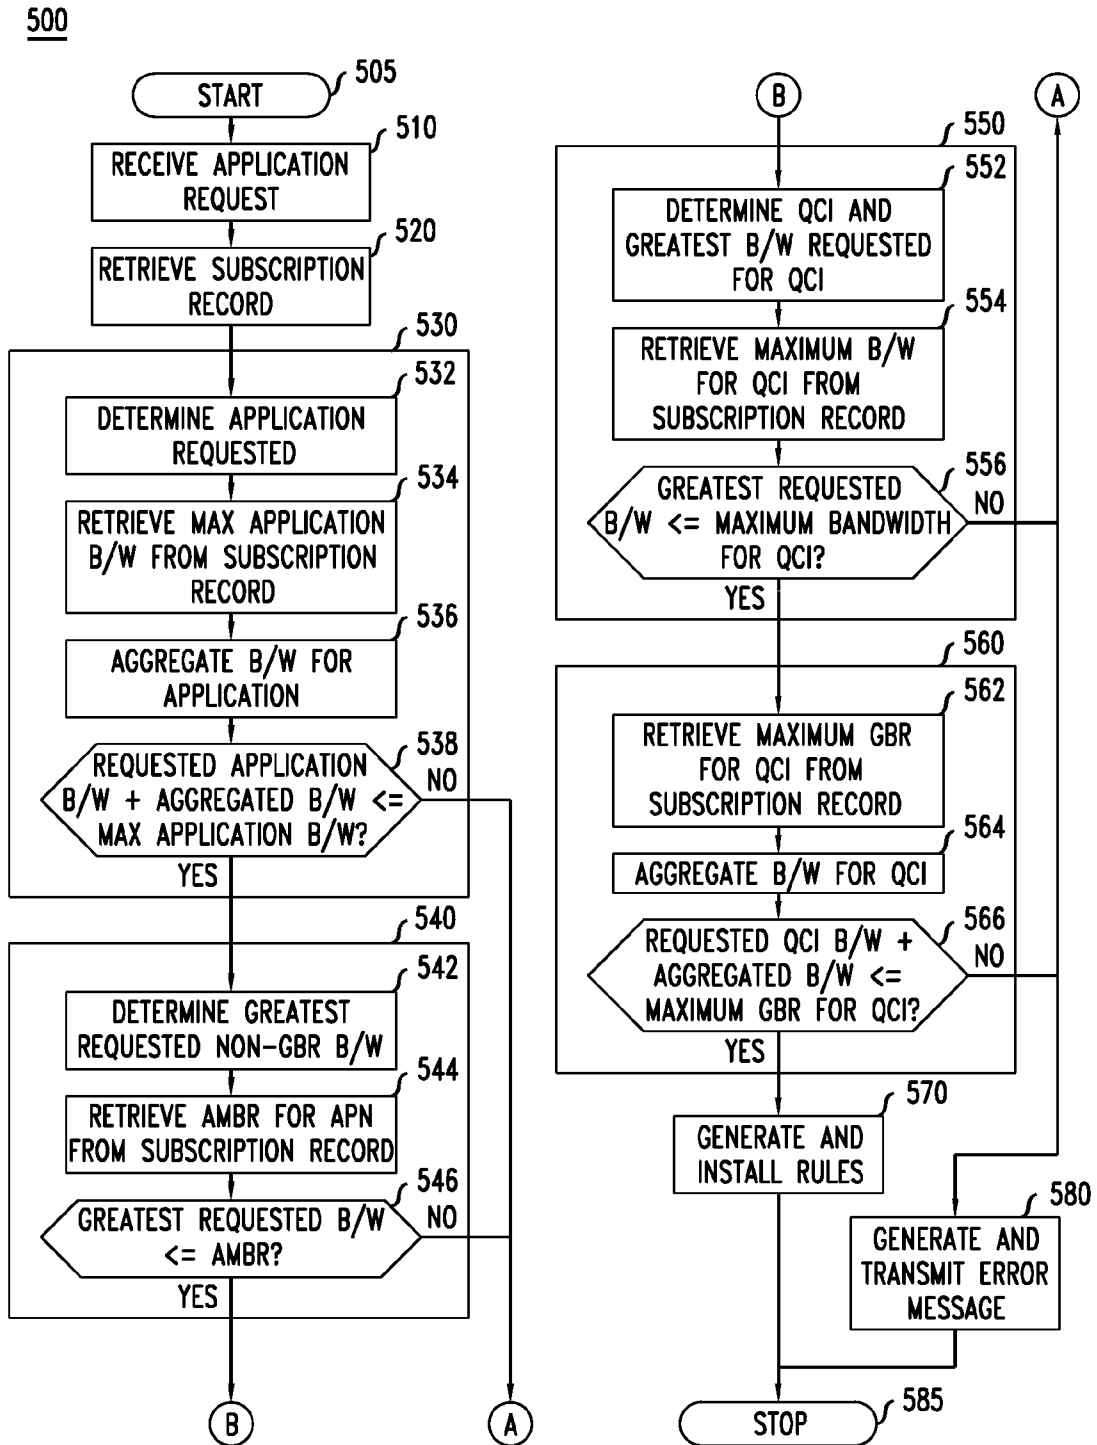 500
START
505
RECEIVE APPLICATION
REQUEST
510
RETRIEVE SUBSCRIPTION
RECORD
520
530
DETERMINE APPLICATION
REQUESTED
532
RETRIEVE MAX APPLICATION
B/W FROM SUBSCRIPTION
RECORD
534
AGGREGATE B/W FOR
APPLICATION
536
REQUESTED APPLICATION
B/W + AGGREGATED B/W <=
MAX APPLICATION B/W?
538
NO
YES
540
DETERMINE GREATEST
REQUESTED NON-GBR B/W
542
RETRIEVE AMBR FOR APN
FROM SUBSCRIPTION RECORD
544
GREATEST REQUESTED B/W
<= AMBR?
546
NO
YES
B
A
B
A
550
DETERMINE QCI AND
GREATEST B/W REQUESTED
FOR QCI
552
RETRIEVE MAXIMUM B/W
FOR QCI FROM
SUBSCRIPTION RECORD
554
GREATEST REQUESTED
B/W <= MAXIMUM BANDWIDTH
FOR QCI?
556
NO
YES
560
RETRIEVE MAXIMUM GBR
FOR QCI FROM
SUBSCRIPTION RECORD
562
AGGREGATE B/W FOR QCI
564
REQUESTED QCI B/W +
AGGREGATED B/W <=
MAXIMUM GBR FOR QCI?
566
NO
YES
GENERATE AND
INSTALL RULES
570
GENERATE AND
TRANSMIT ERROR
MESSAGE
580
STOP
585